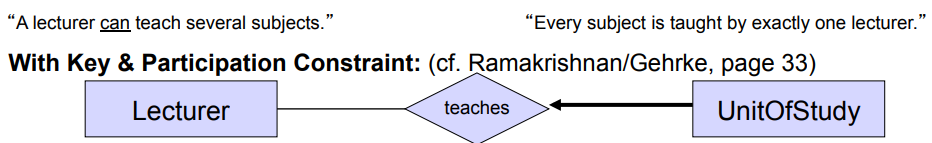 “A lecturer can teach several subjects.” “Every subject is taught by exactly one lecturer.”
With Key & Participation Constraint: (cf. Ramakrishnan/Gehrke, page 33)
Lecturer teaches UnitOfStudy